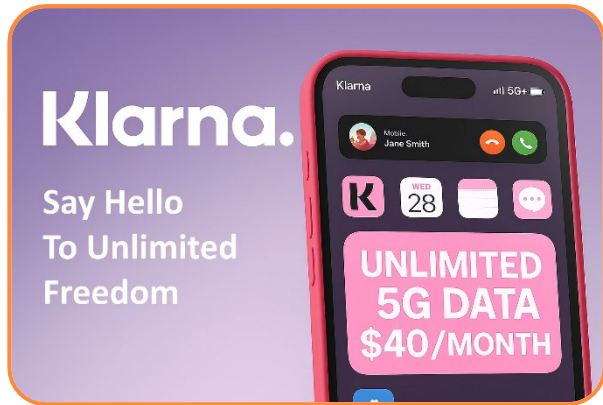 Klarna.
Say Hello
To Unlimited
Freedom
Klarna
5G+
Mobile.
Jane Smith
K
WED
28
UNLIMITED
5G DATA
$40/MONTH